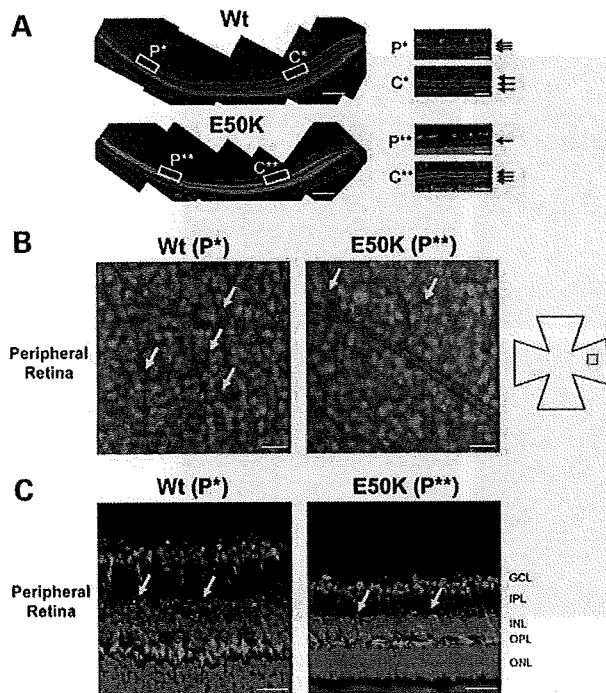 A
Wt
P*
C*
P*
C*
E50K
P**
C**
P**
C**
B
Wt (P*)
E50K (P**)
Peripheral
Retina
C
Wt (P*)
E50K (P**)
Peripheral
Retina
GCL
IPL
INL
OPL
ONL